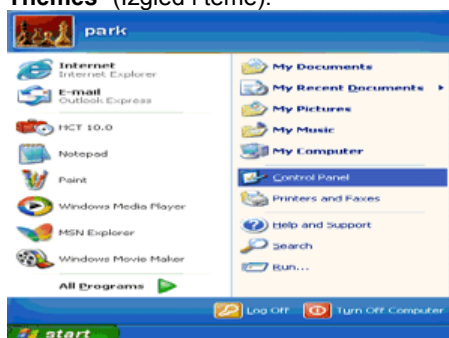 Themes" (Izgled i teme).
park
Internet
Internet Explorer
E-mail
Outlook Express
HCT 10.0
Notepad
Paint
Windows Media Player
MSN Explorer
Windows Movie Maker
All Programs
My Documents
My Recent Documents
My Pictures
My Music
My Computer
Control Panel
Printers and Faxes
Help and Support
Search
Run...
Log Off
Turn Off Computer
start